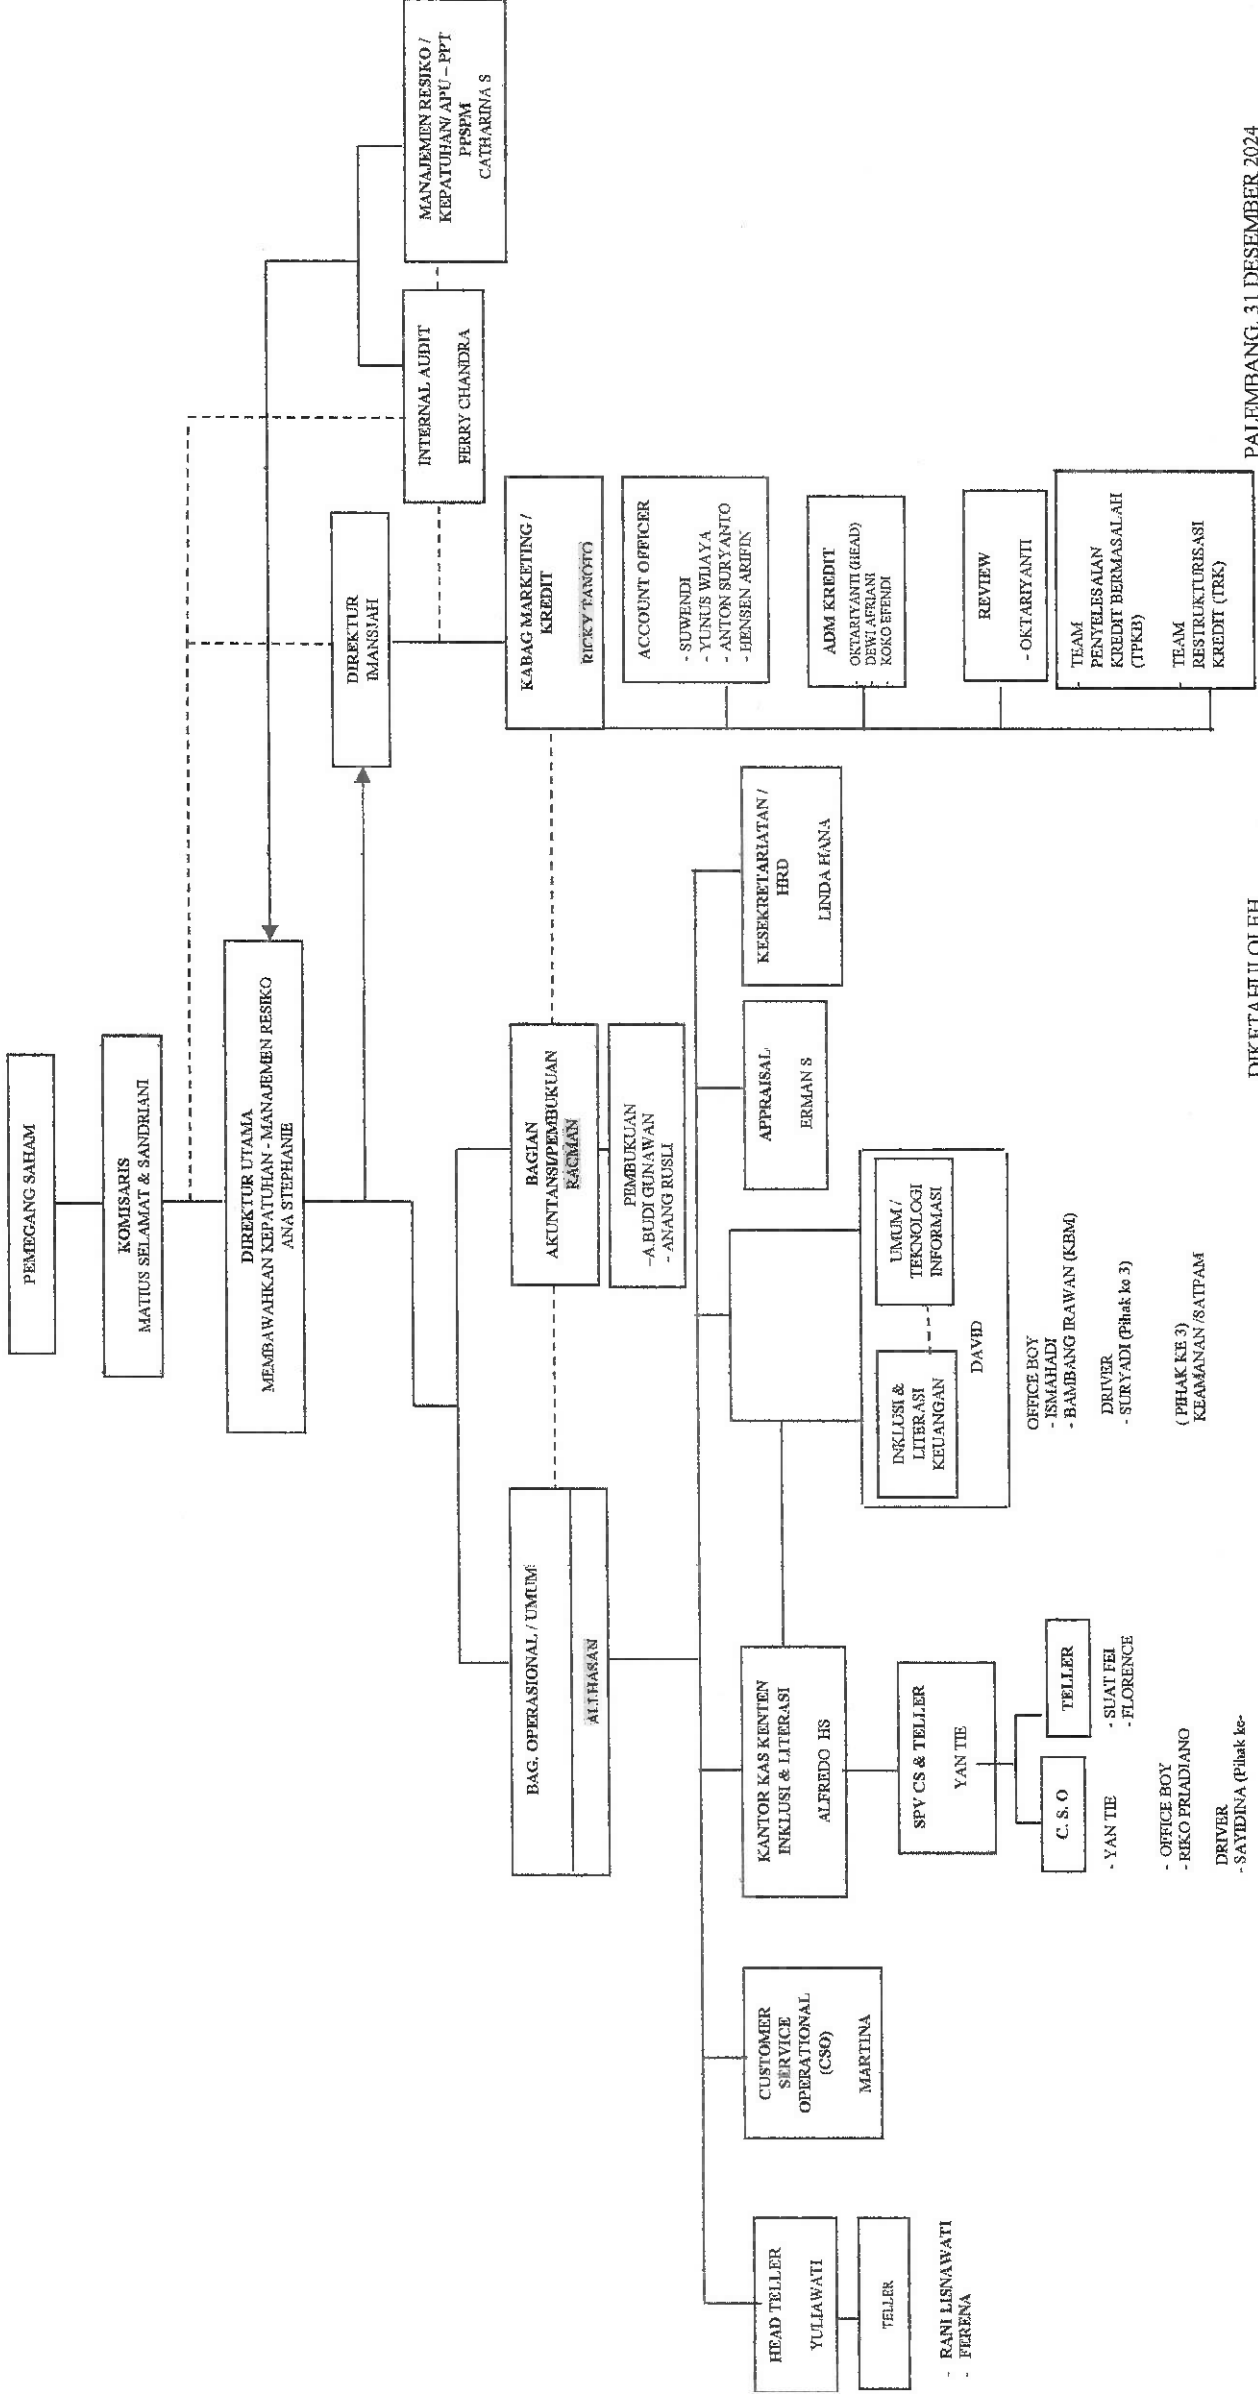 PEMEGANG SAHAM
KOMISARIS
MATIUS SELAMAT & SANDRIANI
DIREKTUR UTAMA
MEMBAWAHKAN KEPATUHAN - MANAJEMEN RESIKO
ANA STEPHANIE
DIREKTUR
IMANSJAH
INTERNAL AUDIT
FERRY CHANDRA
MANAJEMEN RESIKO /
KEPATUHAN/ APU – PPT
PPSPM
CATHARINA S
BAG. OPERASIONAL / UMUM
ALI HASAN
BAGIAN
AKUNTANSI/PEMBUKUAN
RACMAN
PEMBUKUAN
-A.BUDI GUNAWAN
- ANANG RUSLI
KABAG MARKETING /
KREDIT
RICKY TANOTO
ACCOUNT OFFICER
- SUWENDI
- YUNUS WIJAYA
- ANTON SURYANTO
- HENSEN ARIFIN
ADM KREDIT
- OKTARIYANTI (HEAD)
- DEWI AFRIANI
- KOKO EFENDI
REVIEW
- OKTARIYANTI
- TEAM
PENYELESAIAN
KREDIT BERMASALAH
(TPKB)
- TEAM
RESTRUKTURISASI
KREDIT (TRK)
HEAD TELLER
YULIAWATI
TELLER
- RANI LISNAWATI
- FERENA
CUSTOMER
SERVICE
OPERATIONAL
(CSO)
MARTINA
KANTOR KAS KENTEN
INKLUSI & LITERASI
ALFREDO HS
SPV CS & TELLER
YAN TIE
C. S. O
- YAN TIE
- OFFICE BOY
- RIKO PRIADIANO
DRIVER
- SAYIDINA (Pihak ke-
TELLER
- SUAT FEI
- FLORENCE
INKLUSI &
LITERASI
KEUANGAN
UMUM /
TEKNOLOGI
INFORMASI
DAVID
OFFICE BOY
- ISMAHADI
- BAMBANG IRAWAN (KBM)
DRIVER
- SURYADI (Pihak ke 3)
( PIHAK KE 3)
KEAMANAN /SATPAM
APPRAISAL
ERMAN S
KESEKRETARIATAN /
HRD
LINDA HANA
PALEMBANG, 31 DESEMBER 2024
DIKETAHUI OLEH